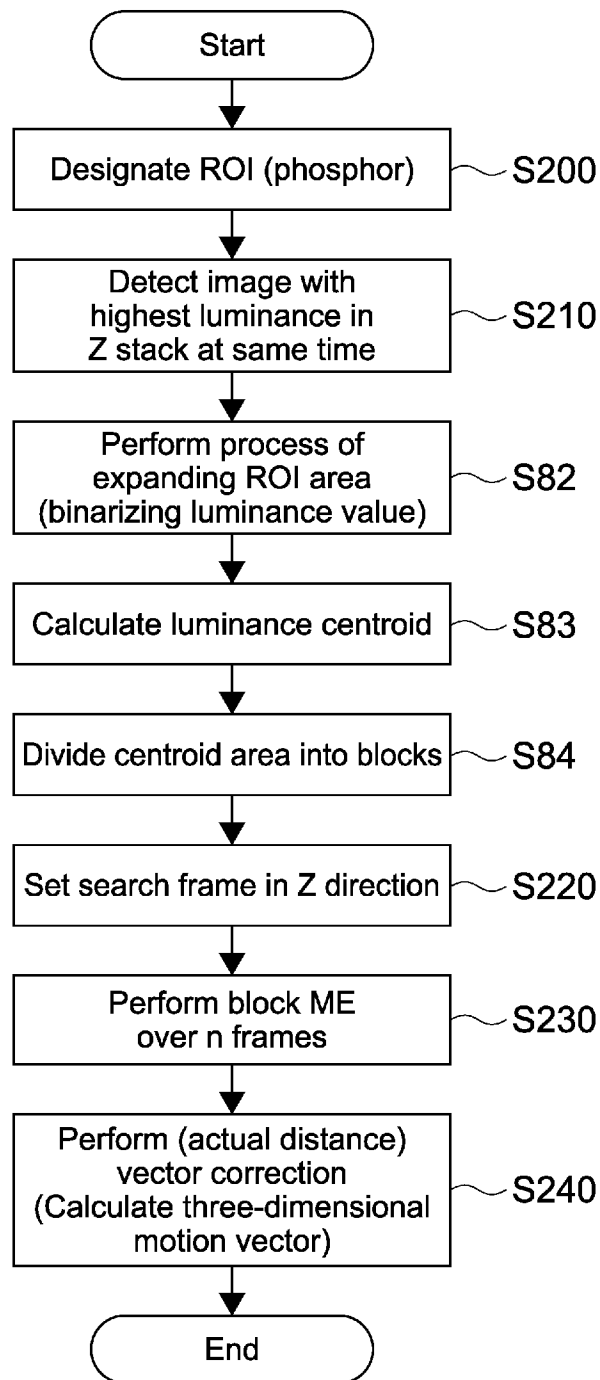 Start
Designate ROI (phosphor)
S200
Detect image with
highest luminance in
Z stack at same time
S210
Perform process of
expanding ROI area
(binarizing luminance value)
S82
Calculate luminance centroid
S83
Divide centroid area into blocks
S84
Set search frame in Z direction
S220
Perform block ME
over n frames
S230
Perform (actual distance)
vector correction
(Calculate three-dimensional
motion vector)
S240
End